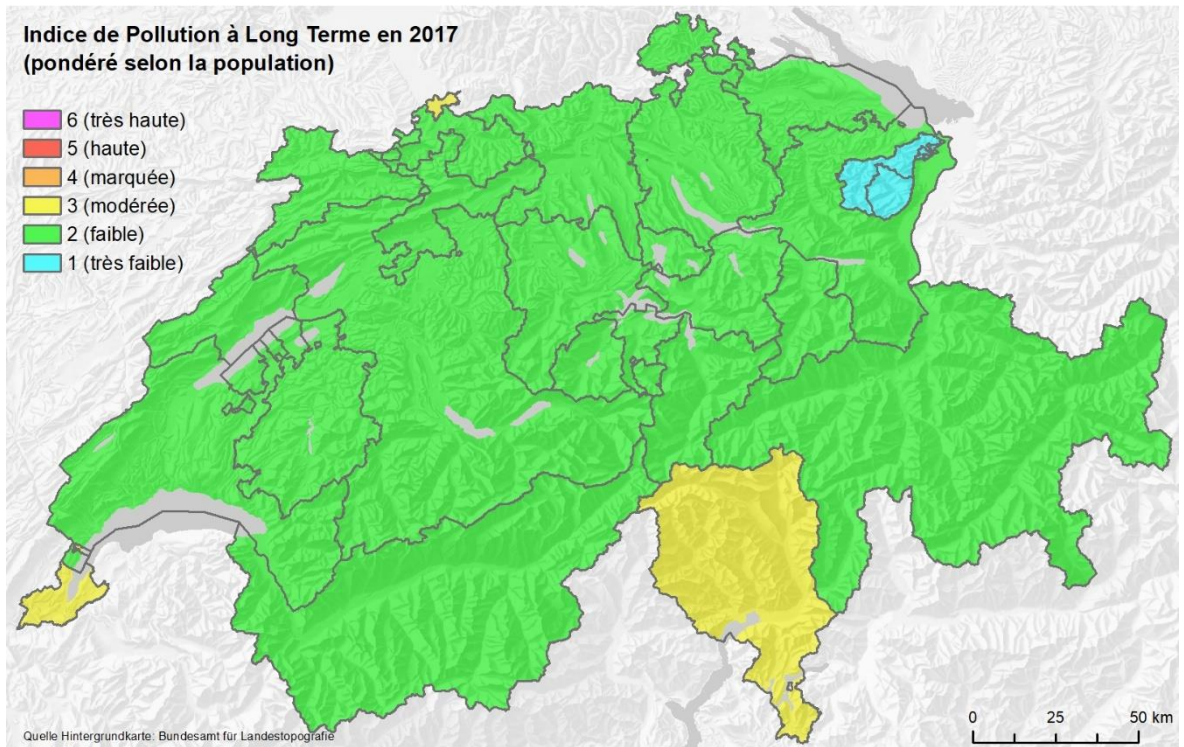 Indice de Pollution à Long Terme en 2017
(pondéré selon la population)
6 (très haute)
5 (haute)
4 (marquée)
3 (modérée)
2 (faible)
1 (très faible)
Quelle Hintergrundkarte: Bundesamt für Landestopografie
0 25 50 km